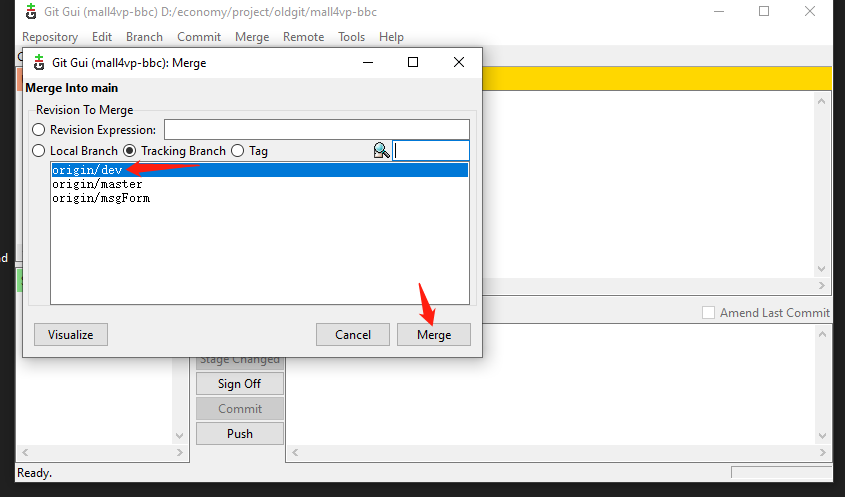 Git Gui (mall4vp-bbc) D:/economy/project/oldgit/mall4vp-bbc
Repository Edit Branch Commit Merge Remote Tools Help
Git Gui (mall4vp-bbc): Merge
Merge Into main
Revision To Merge
Revision Expression:
Local Branch Tracking Branch Tag
origin/dev
origin/master
origin/msgForm
Visualize Cancel Merge
Amend Last Commit
Stage Changed
Sign Off
Commit
Push
Ready.